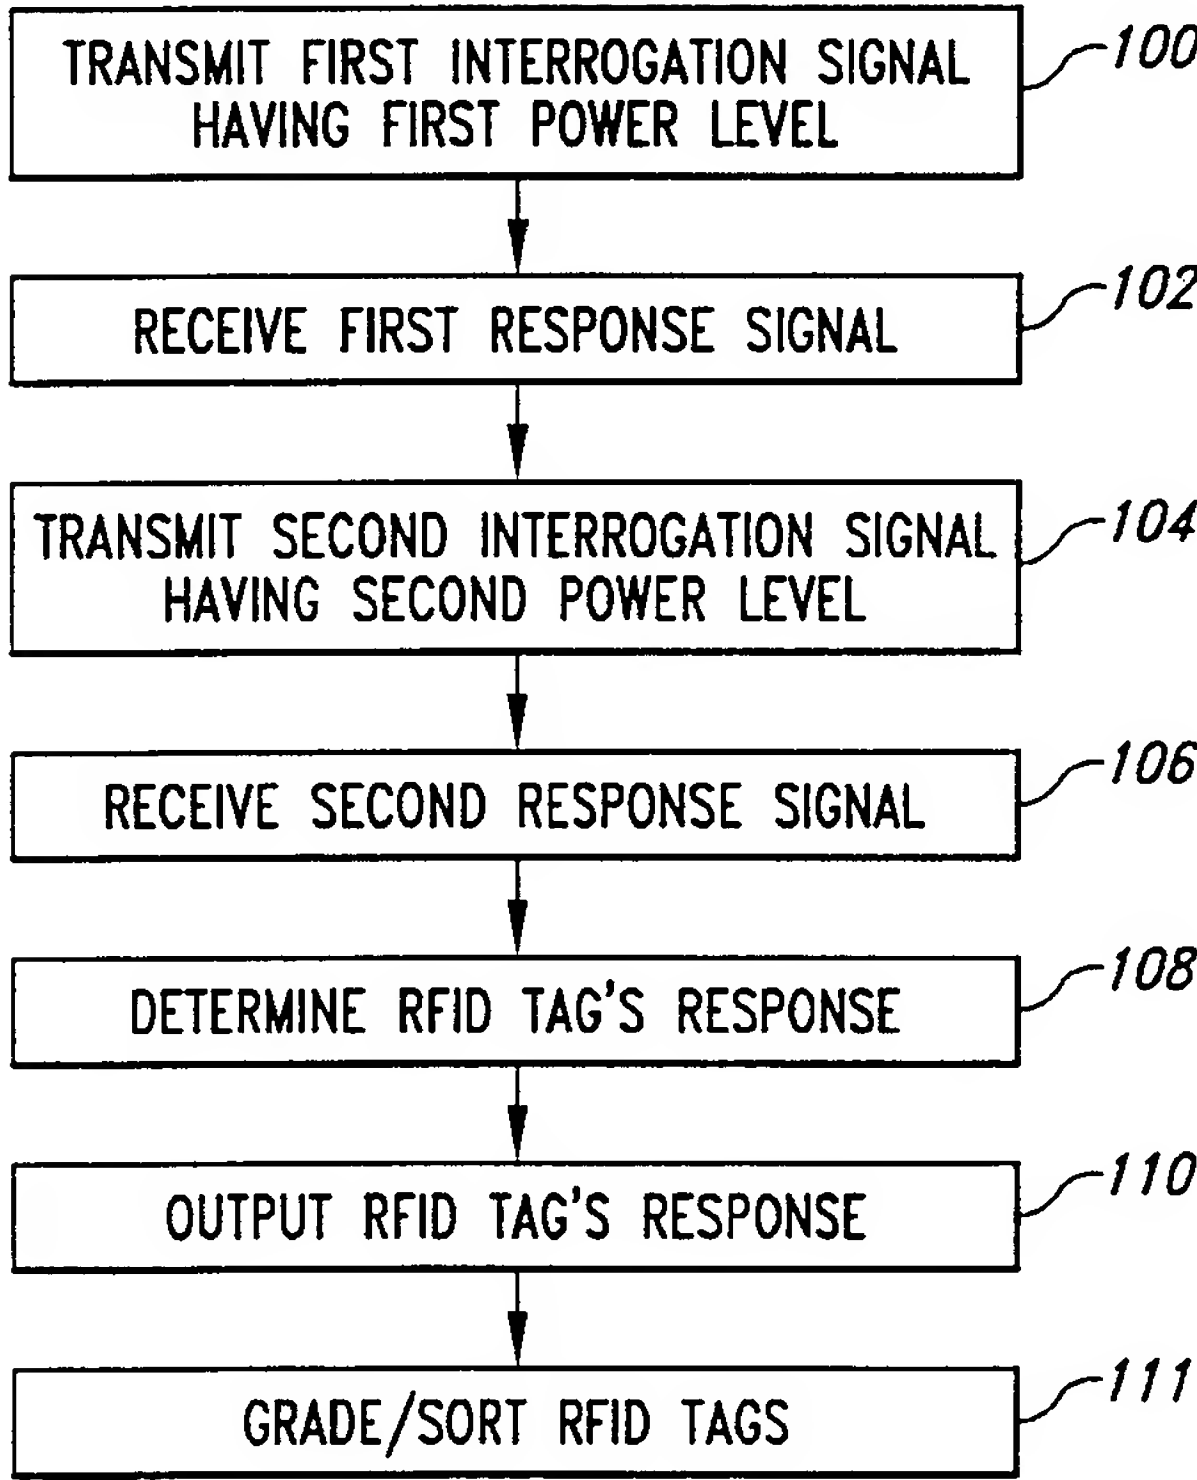 TRANSMIT FIRST INTERROGATION SIGNAL
HAVING FIRST POWER LEVEL
100
RECEIVE FIRST RESPONSE SIGNAL
102
TRANSMIT SECOND INTERROGATION SIGNAL
HAVING SECOND POWER LEVEL
104
RECEIVE SECOND RESPONSE SIGNAL
106
DETERMINE RFID TAG'S RESPONSE
108
OUTPUT RFID TAG'S RESPONSE
110
GRADE/SORT RFID TAGS
111